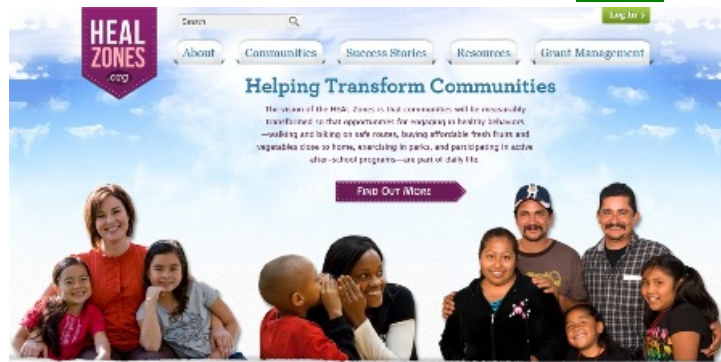 HEAL
ZONES
.org
Search
Log In >
About
Communities
Success Stories
Resources
Grant Management
Helping Transform Communities
The vision of the HEAL Zones is that communities will be measurably
transformed so that opportunities for engaging in healthy behaviors
—walking and biking on safe routes, buying affordable fresh fruits and
vegetables close to home, exercising in parks, and participating in active
after-school programs—are part of daily life.
FIND OUT MORE